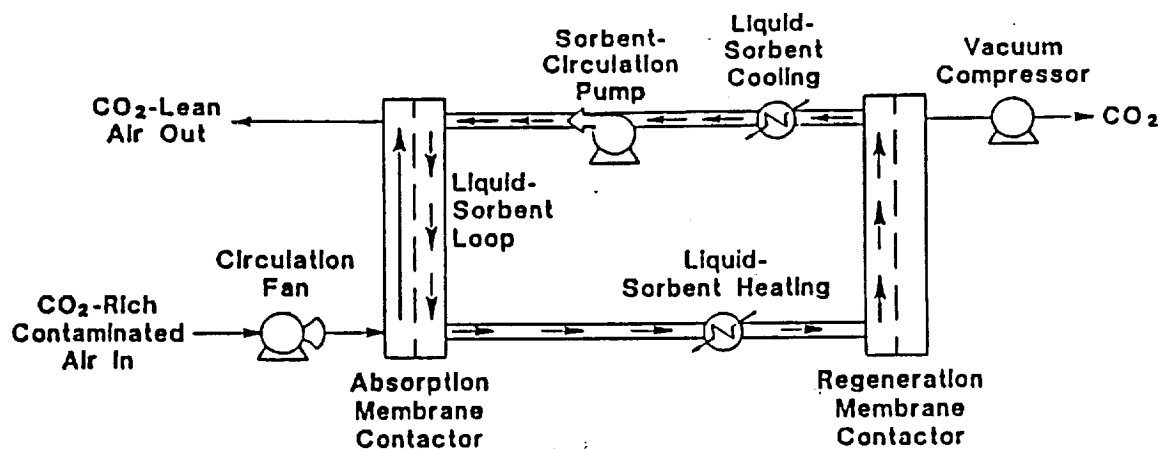 Sorbent-
Circulation
Pump
Liquid-
Sorbent
Cooling
Vacuum
Compressor
CO₂-Lean
Air Out
CO₂
Liquid-
Sorbent
Loop
Circulation
Fan
Liquid-
Sorbent Heating
CO₂-Rich
Contaminated
Air In
Absorption
Membrane
Contactor
Regeneration
Membrane
Contactor